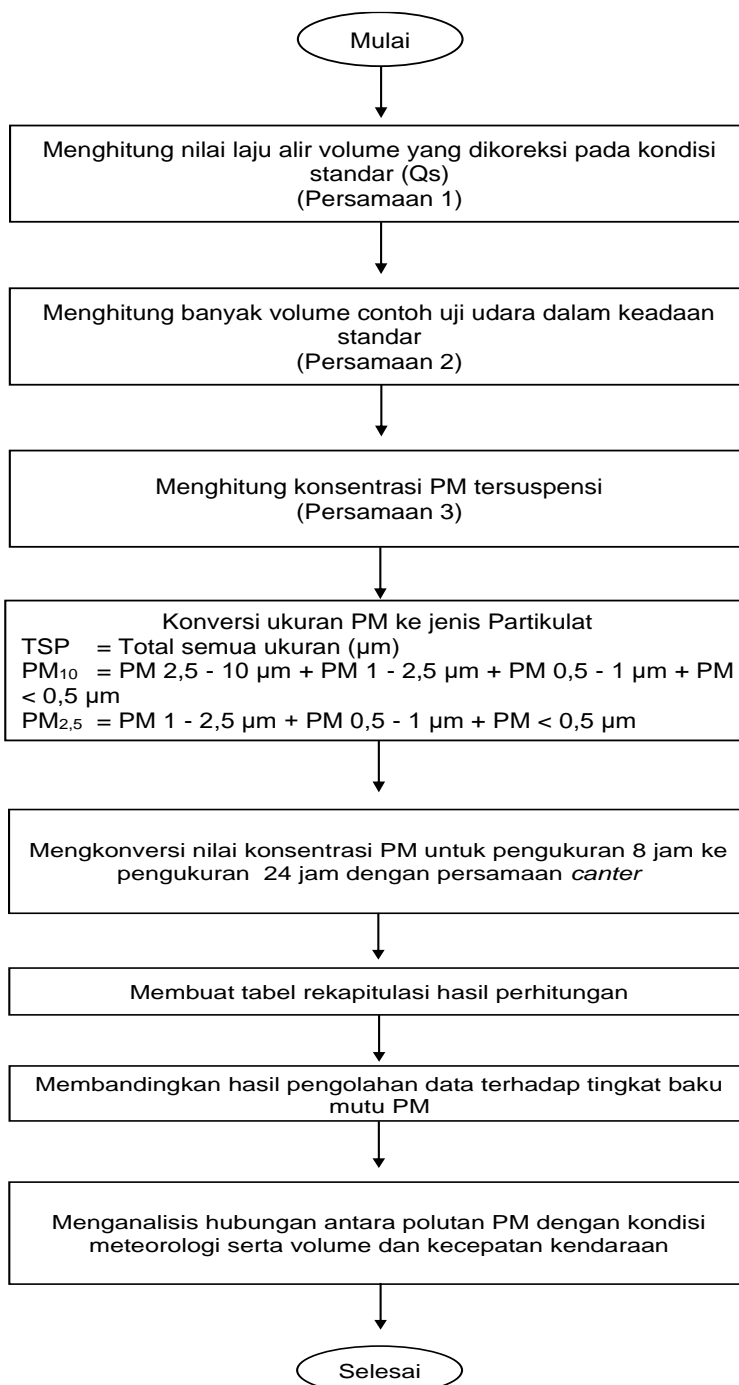 Mulai
Menghitung nilai laju alir volume yang dikoreksi pada kondisi
standar (Qs)
(Persamaan 1)
Menghitung banyak volume contoh uji udara dalam keadaan
standar
(Persamaan 2)
Menghitung konsentrasi PM tersuspensi
(Persamaan 3)
Konversi ukuran PM ke jenis Partikulat
TSP = Total semua ukuran (µm)
PM₁₀ = PM 2,5 - 10 µm + PM 1 - 2,5 µm + PM 0,5 - 1 µm + PM
< 0,5 µm
PM₂,₅ = PM 1 - 2,5 µm + PM 0,5 - 1 µm + PM < 0,5 µm
Mengkonversi nilai konsentrasi PM untuk pengukuran 8 jam ke
pengukuran 24 jam dengan persamaan canter
Membuat tabel rekapitulasi hasil perhitungan
Membandingkan hasil pengolahan data terhadap tingkat baku
mutu PM
Menganalisis hubungan antara polutan PM dengan kondisi
meteorologi serta volume dan kecepatan kendaraan
Selesai